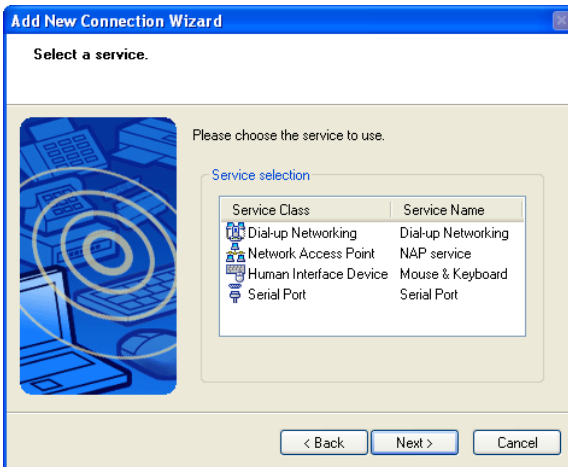 Add New Connection Wizard
Select a service.
Please choose the service to use.
Service selection
Service Class Service Name
Dial-up Networking Dial-up Networking
Network Access Point NAP service
Human Interface Device Mouse & Keyboard
Serial Port Serial Port
< Back Next > Cancel